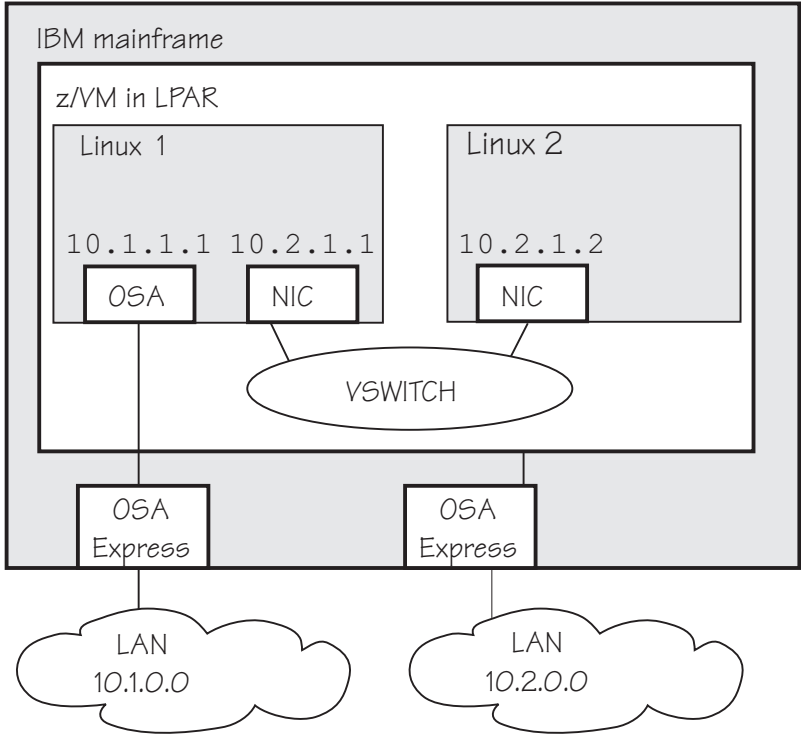 IBM mainframe
z/VM in LPAR
Linux 1
Linux 2
10.1.1.1 10.2.1.1
10.2.1.2
OSA
NIC
NIC
VSWITCH
OSA
Express
OSA
Express
LAN
10.1.0.0
LAN
10.2.0.0